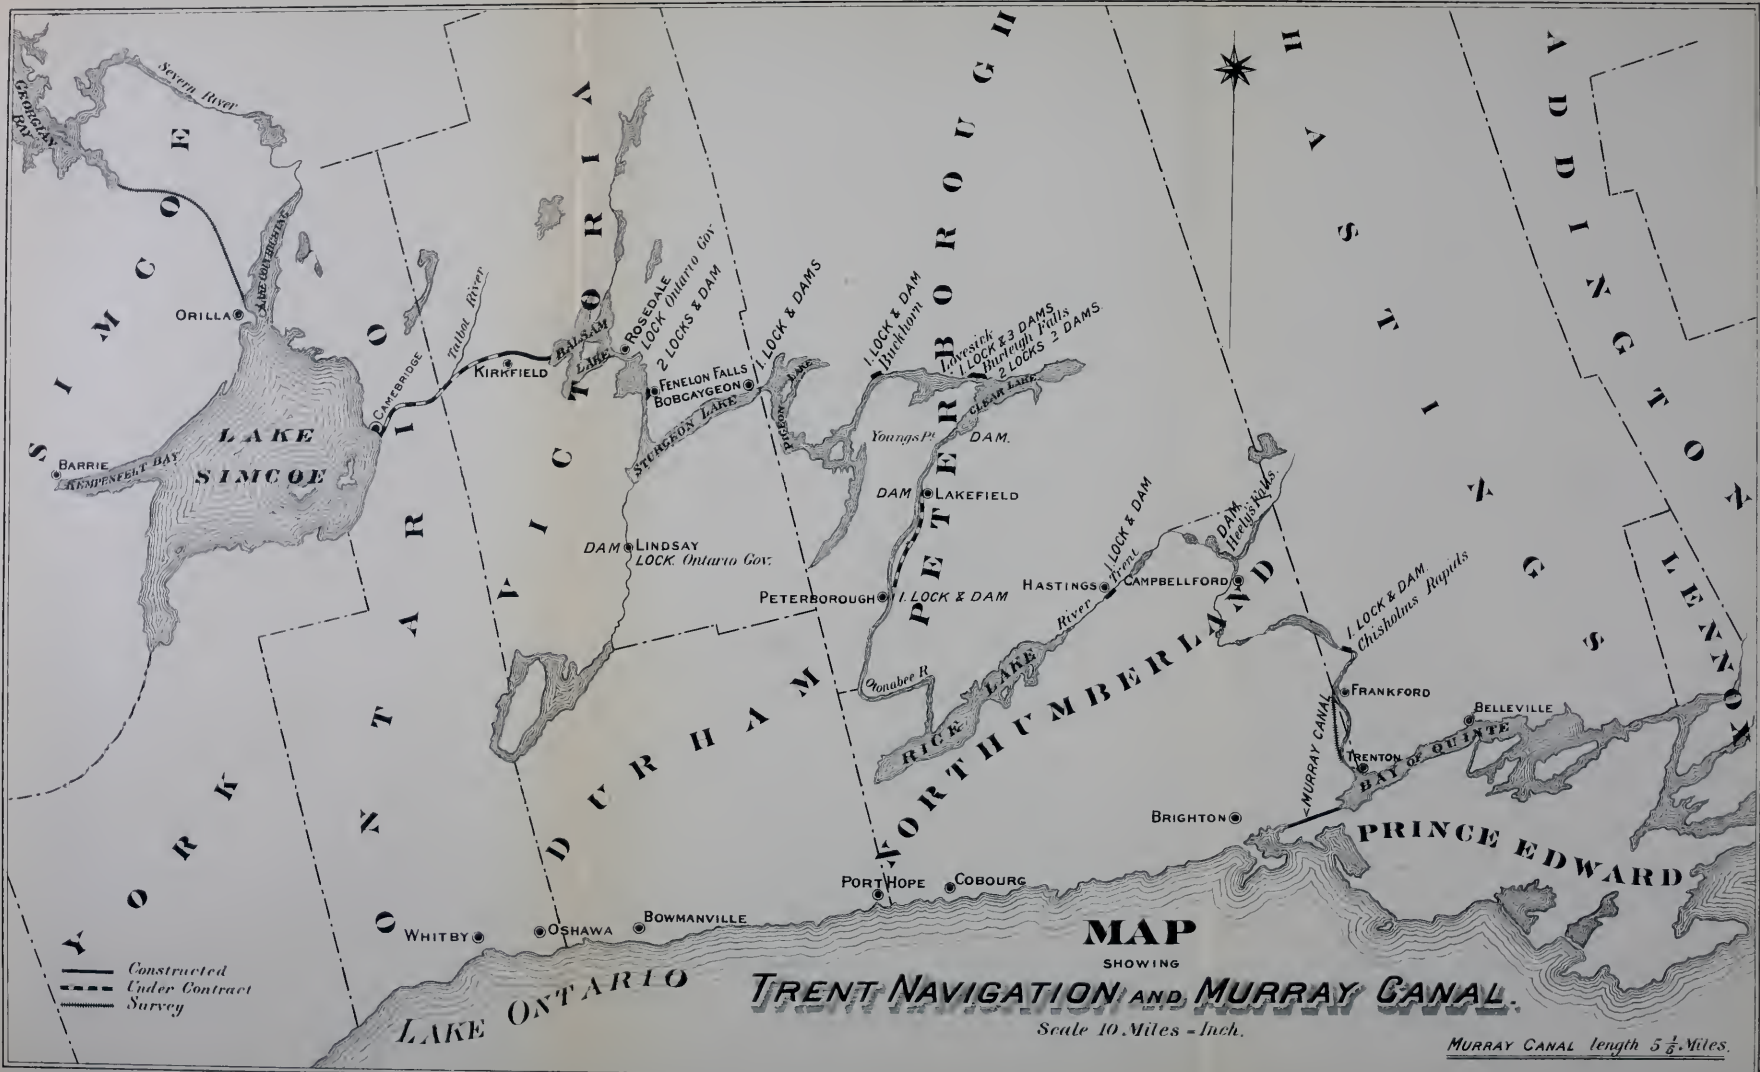 GEORGIAN
BAY
Severn River
SIMCOE
LAKE COUCHICHING
ORILLA
BARRIE
KEMPENFELT BAY
LAKE
SIMCOE
CAMEBRIDGE
Talbot River
KIRKFIELD
YORK
ONTARIO
VICTORIA
BALSAM
LAKE
ROSEDALE
LOCK Ontario Gov
2 LOCKS & DAM
FENELON FALLS
BOBCAYGEON
1. LOCK & DAMS
STURGEON LAKE
PIGEON LAKE
DAM LINDSAY
LOCK. Ontario Gov.
PETERBOROUGH
1. LOCK & DAM
Buckhorn
Lovesick
1. LOCK & 3 DAMS
Burleigh Falls
2 LOCKS 2 DAMS
CLEAR LAKE
Youngs Pt. DAM.
DAM LAKEFIELD
PETERBOROUGH 1. LOCK & DAM
Otonabee R
RICE LAKE
River Trent
HASTINGS
1. LOCK & DAM
CAMPBELLFORD
DAM.
Heely's Falls.
DURHAM
NORTHUMBERLAND
HASTINGS
ADDINGTON
LENNOX
1. LOCK & DAM.
Chisholms Rapids
FRANKFORD
MURRAY CANAL
TRENTON
BELLEVILLE
BAY OF QUINTE
BRIGHTON
PRINCE EDWARD
PORT HOPE
COBOURG
WHITBY
OSHAWA
BOWMANVILLE
LAKE ONTARIO
Constructed
Under Contract
Survey
MAP
SHOWING
TRENT NAVIGATION AND MURRAY CANAL.
Scale 10 Miles = Inch.
MURRAY CANAL length 5 1/6 Miles.